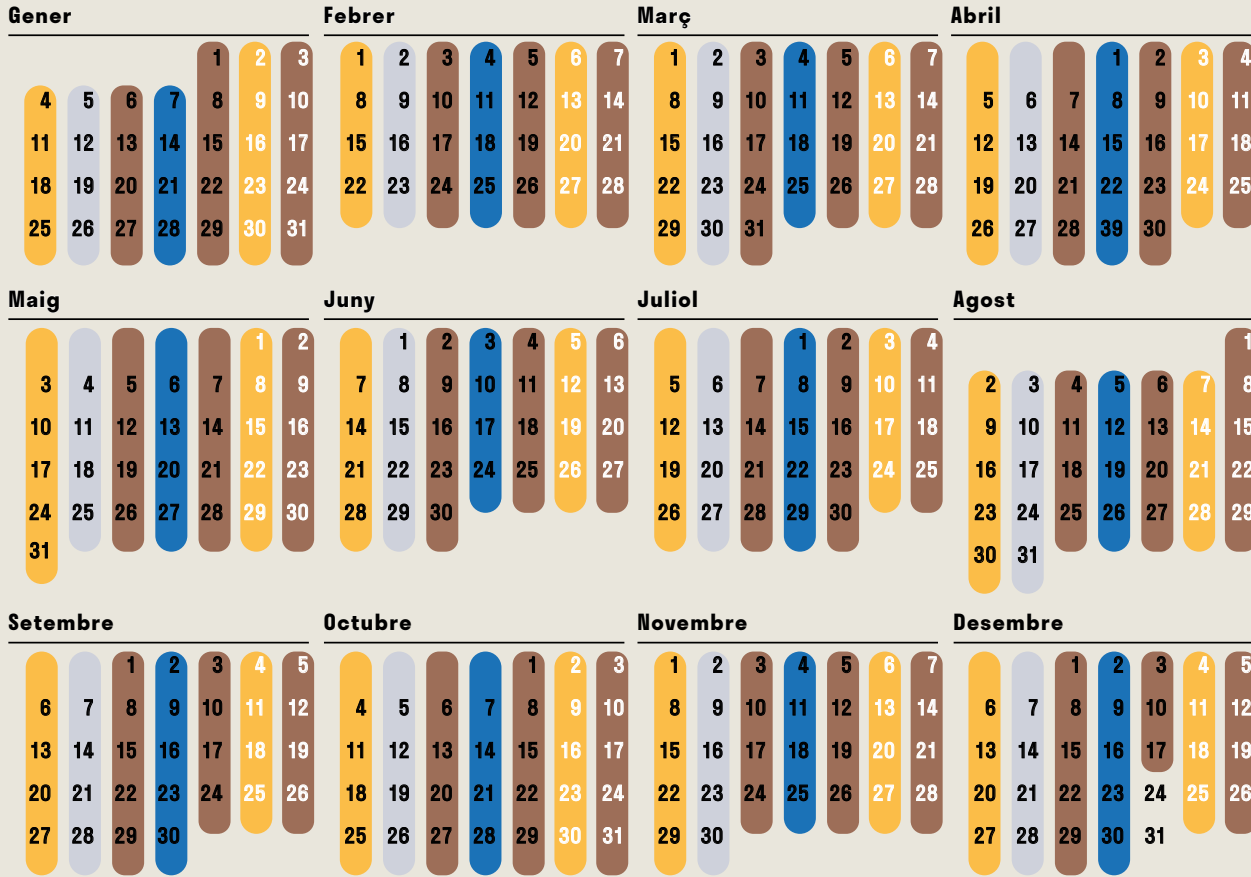 Gener
1 2 3
4 5 6 7 8 9 10
11 12 13 14 15 16 17
18 19 20 21 22 23 24
25 26 27 28 29 30 31
Febrer
1 2 3 4 5 6 7
8 9 10 11 12 13 14
15 16 17 18 19 20 21
22 23 24 25 26 27 28
Març
1 2 3 4 5 6 7
8 9 10 11 12 13 14
15 16 17 18 19 20 21
22 23 24 25 26 27 28
29 30 31
Abril
1 2 3 4
5 6 7 8 9 10 11
12 13 14 15 16 17 18
19 20 21 22 23 24 25
26 27 28 39 30
Maig
1 2
3 4 5 6 7 8 9
10 11 12 13 14 15 16
17 18 19 20 21 22 23
24 25 26 27 28 29 30
31
Juny
1 2 3 4 5 6
7 8 9 10 11 12 13
14 15 16 17 18 19 20
21 22 23 24 25 26 27
28 29 30
Juliol
1 2 3 4
5 6 7 8 9 10 11
12 13 14 15 16 17 18
19 20 21 22 23 24 25
26 27 28 29 30
Agost
1
2 3 4 5 6 7 8
9 10 11 12 13 14 15
16 17 18 19 20 21 22
23 24 25 26 27 28 29
30 31
Setembre
1 2 3 4 5
6 7 8 9 10 11 12
13 14 15 16 17 18 19
20 21 22 23 24 25 26
27 28 29 30
Octubre
1 2 3
4 5 6 7 8 9 10
11 12 13 14 15 16 17
18 19 20 21 22 23 24
25 26 27 28 29 30 31
Novembre
1 2 3 4 5 6 7
8 9 10 11 12 13 14
15 16 17 18 19 20 21
22 23 24 25 26 27 28
29 30
Desembre
1 2 3 4 5
6 7 8 9 10 11 12
13 14 15 16 17 18 19
20 21 22 23 24 25 26
27 28 29 30 31